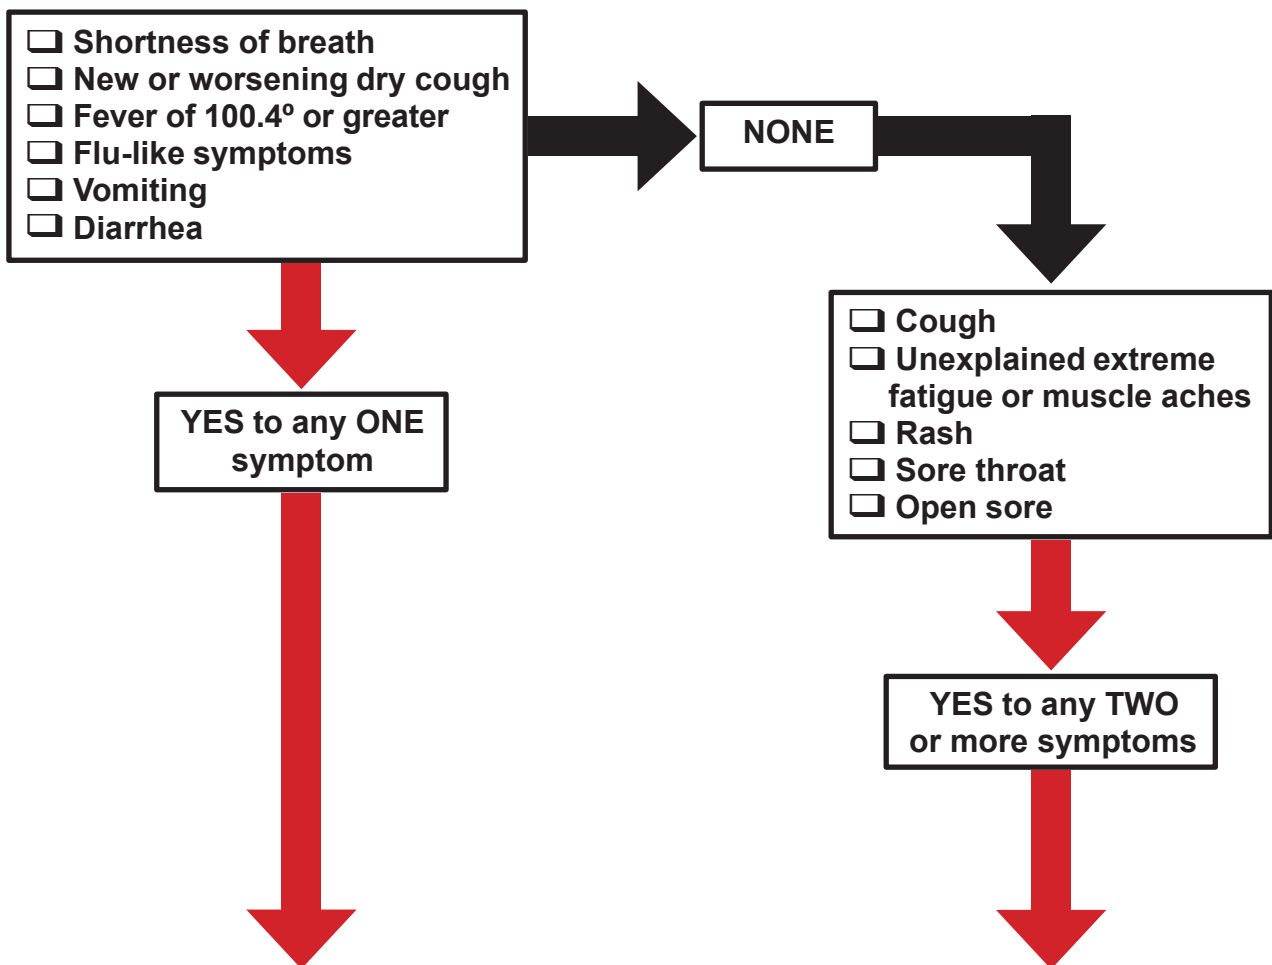 ❑ Shortness of breath
❑ New or worsening dry cough
❑ Fever of 100.4º or greater
❑ Flu-like symptoms
❑ Vomiting
❑ Diarrhea
NONE
YES to any ONE
symptom
❑ Cough
❑ Unexplained extreme
fatigue or muscle aches
❑ Rash
❑ Sore throat
❑ Open sore
YES to any TWO
or more symptoms